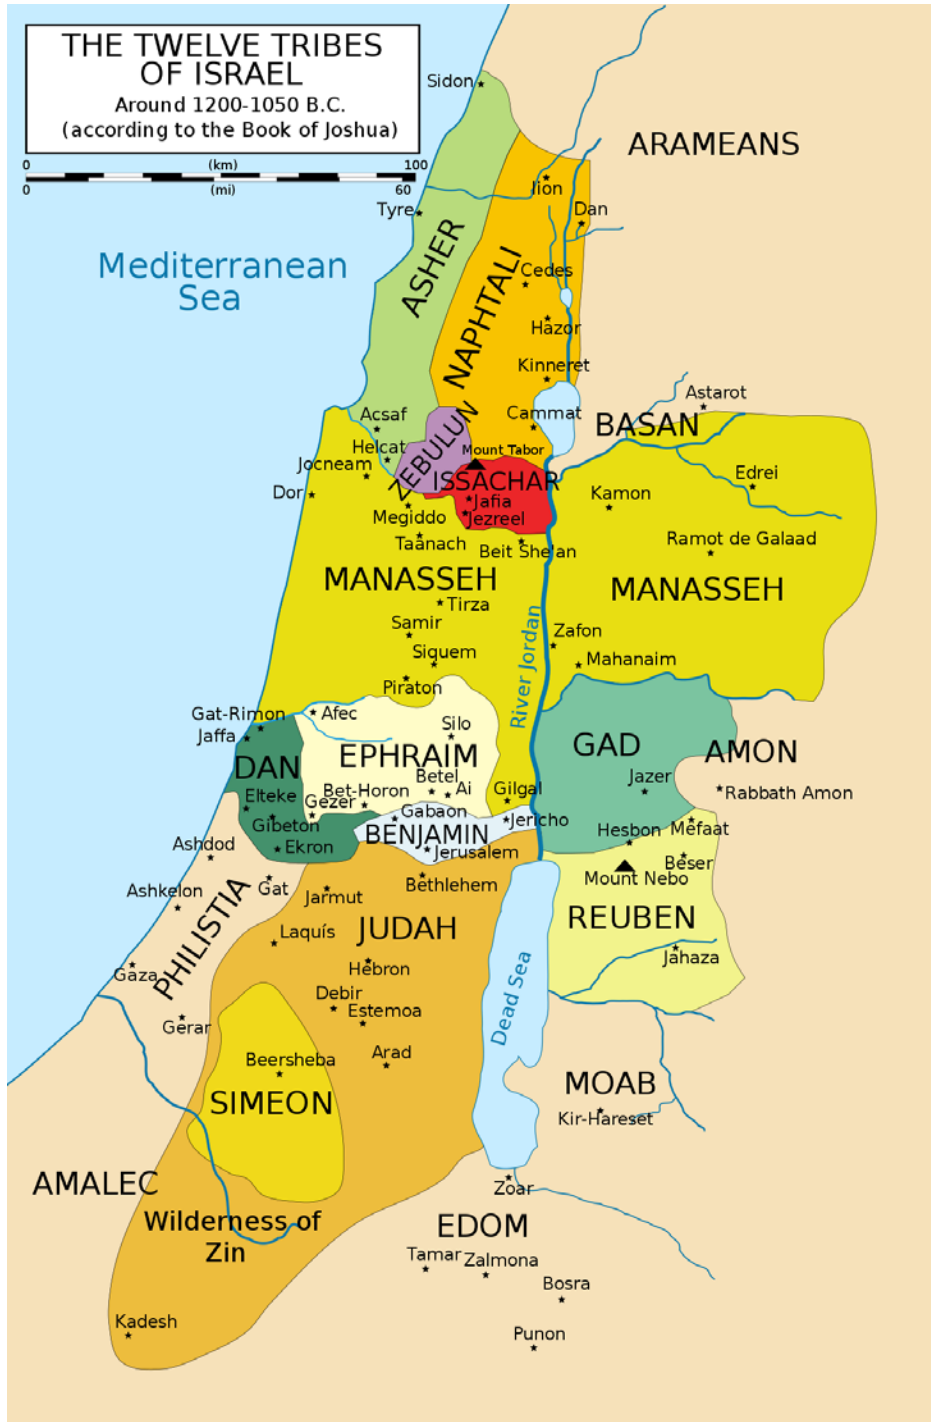 THE TWELVE TRIBES
OF ISRAEL
Around 1200-1050 B.C.
(according to the Book of Joshua)
0 (km) 100
0 (mi) 60
Sidon
ARAMEANS
Iion
Tyre
Dan
ASHER
Mediterranean
Sea
NAPHTALI
Cedes
Hazor
Kinneret
Astarot
Acsaf
Cammat
BASAN
ZEBULUN
Helcat
Mount Tabor
Jocneam
ISSACHAR
Edrei
Dor
Jafia
Kamon
Megiddo
Jezreel
Taanach
Beit She'an
Ramot de Galaad
MANASSEH
MANASSEH
Tirza
Samir
River Jordan
Zafon
Siquem
Mahanaim
Piraton
Gat-Rimon
Afec
Jaffa
Silo
DAN
EPHRAIM
GAD
AMON
Betel
Jazer
Elteke
Bet-Horon
Ai
Gilgal
Rabbath Amon
Gezer
Gabaon
Jericho
Gibeton
BENJAMIN
Hesbon
Mefaat
Ashdod
Ekron
Jerusalem
Beser
Mount Nebo
Ashkelon
Gat
Jarmut
Bethlehem
PHILISTIA
Laquís
JUDAH
REUBEN
Gaza
Hebron
Jahaza
Dead Sea
Debir
Estemoa
Gerar
Beersheba
Arad
SIMEON
MOAB
Kir-Hareset
AMALEC
Zoar
Wilderness of
Zin
EDOM
Tamar
Zalmona
Bosra
Kadesh
Punon